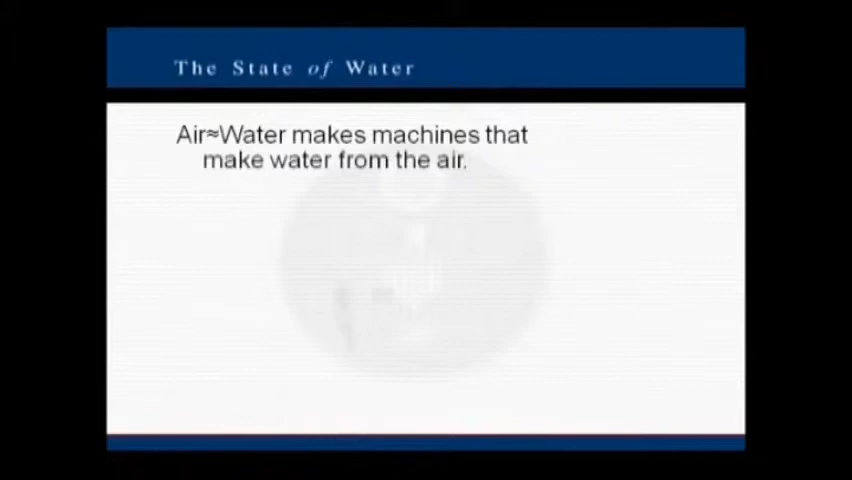 The State of Water
Air≈Water makes machines that
make water from the air.